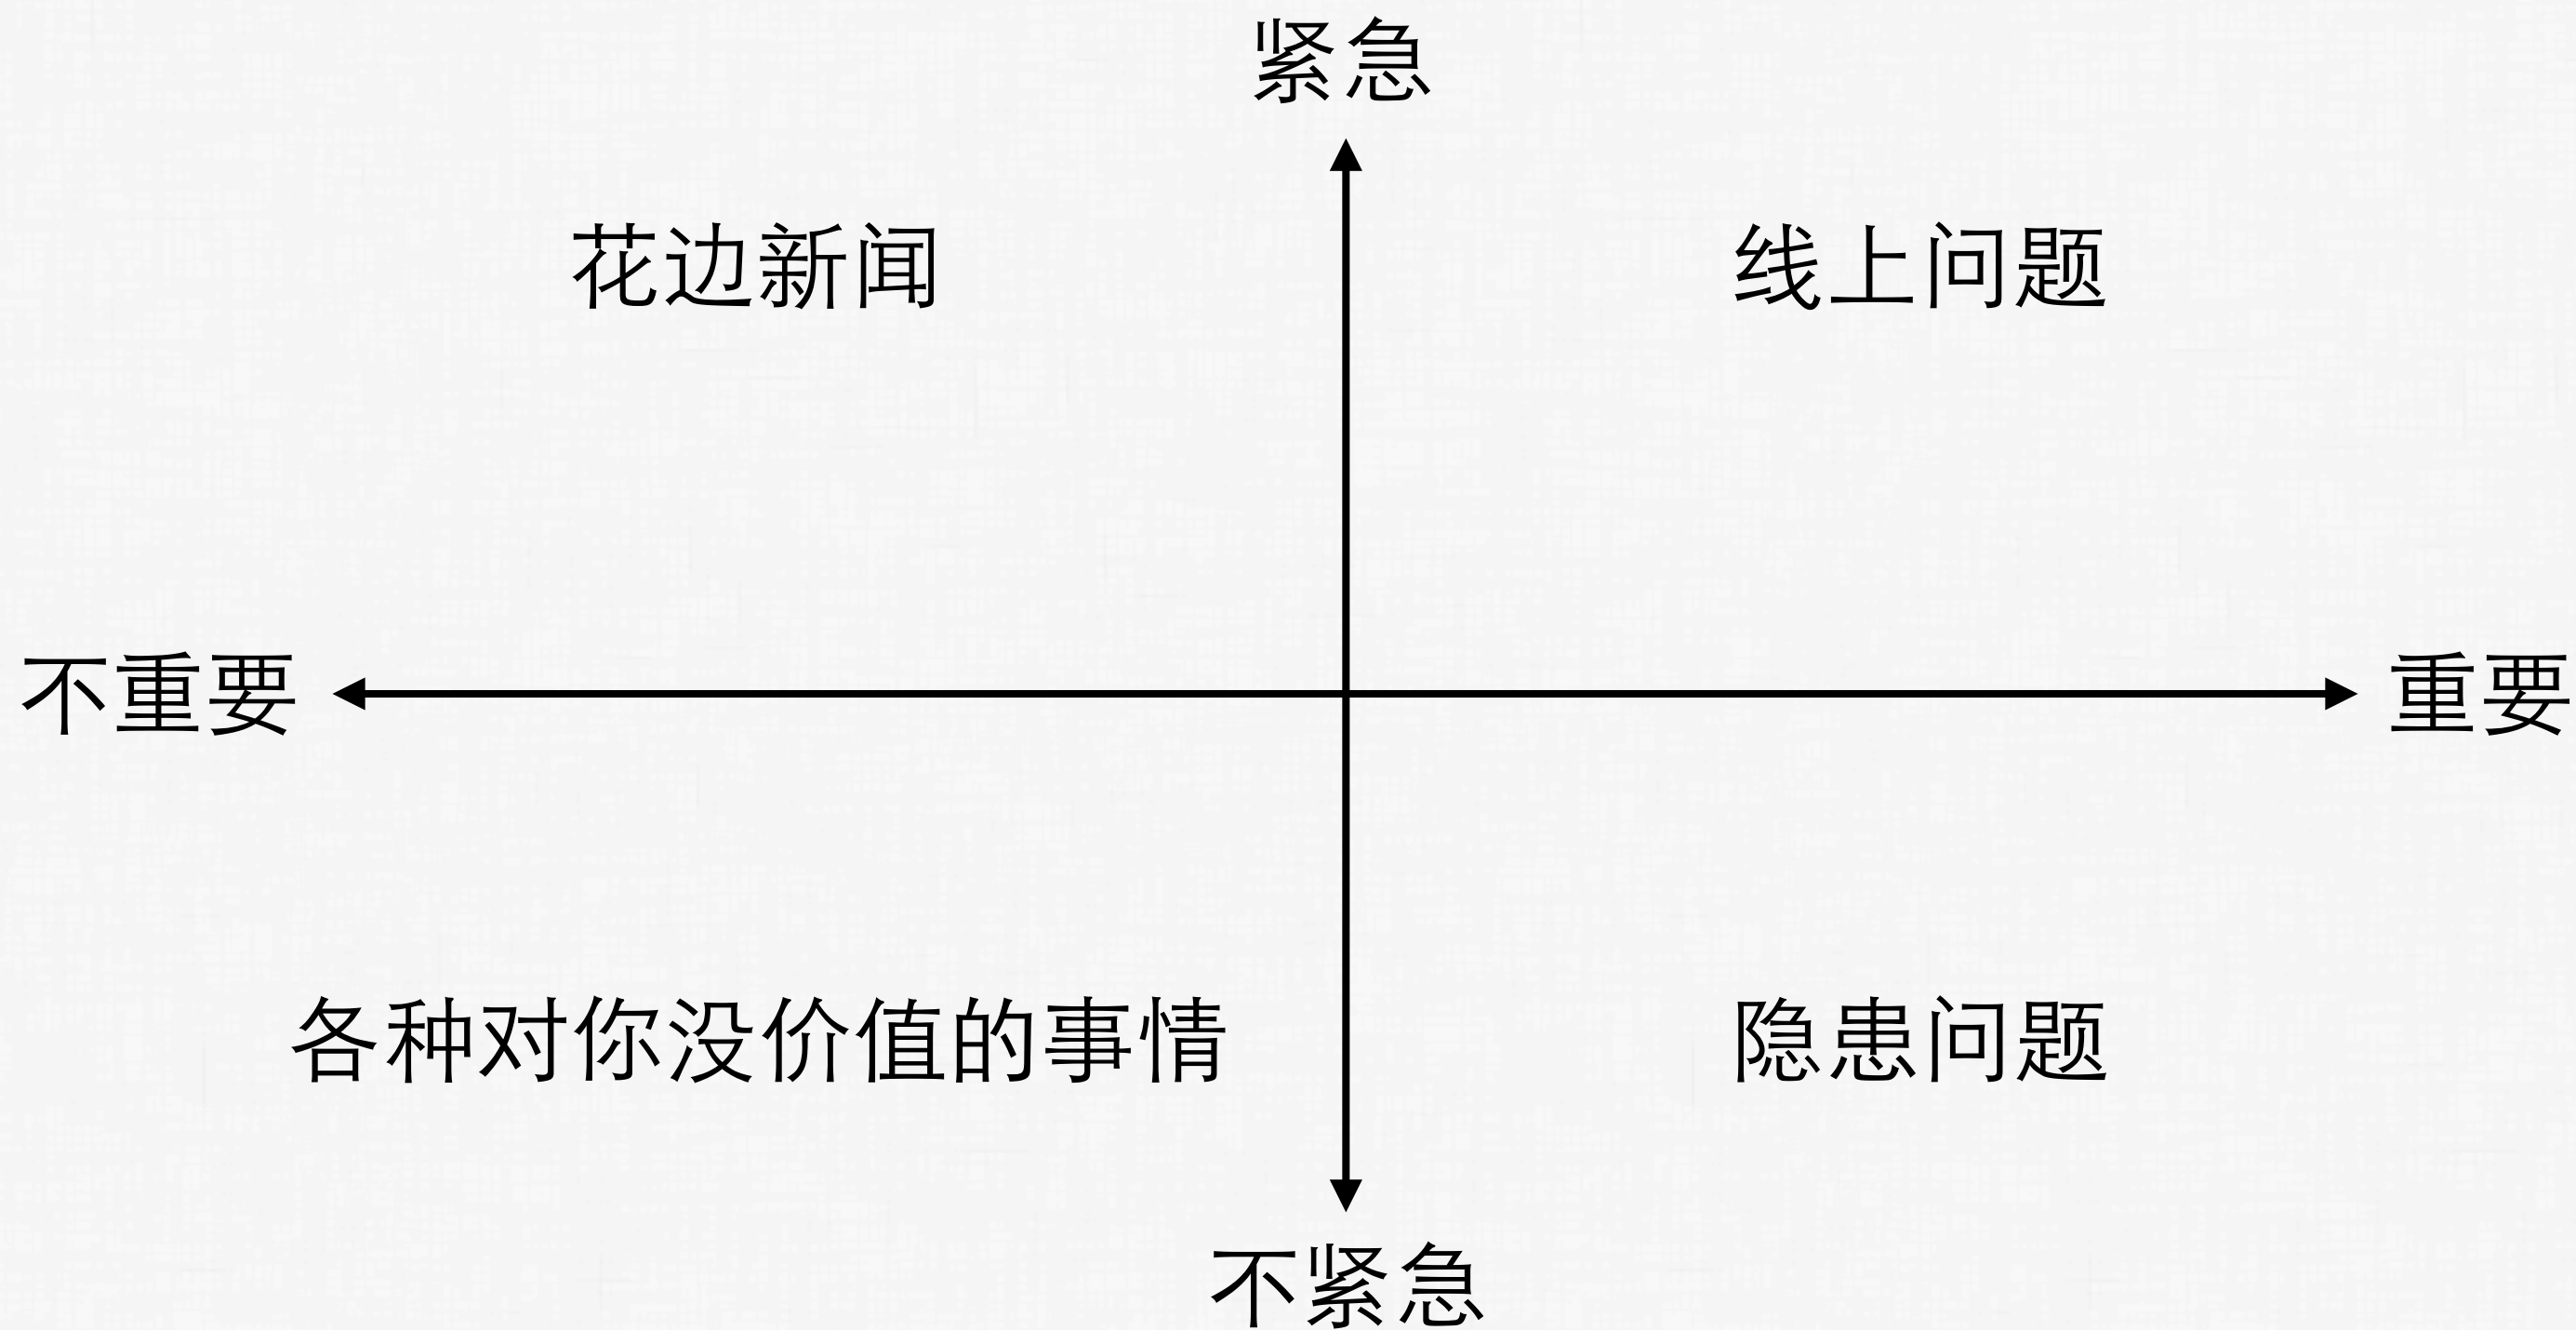 紧急
花边新闻
线上问题
不重要
重要
各种对你没价值的事情
隐患问题
不紧急